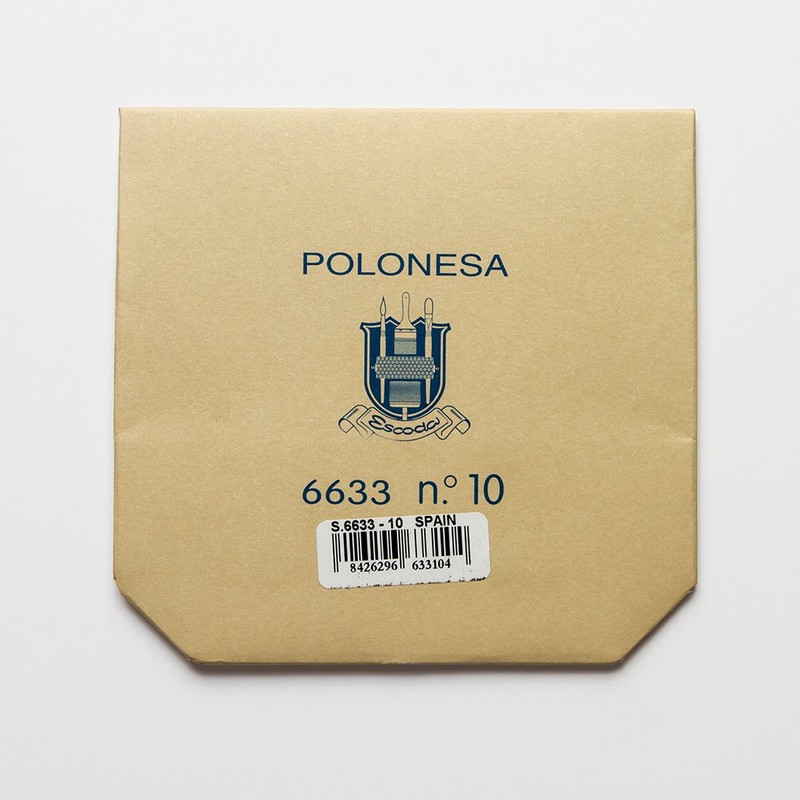 POLONESA
Escoda
6633 n.º 10
S.6633 - 10 SPAIN
8426296 633104